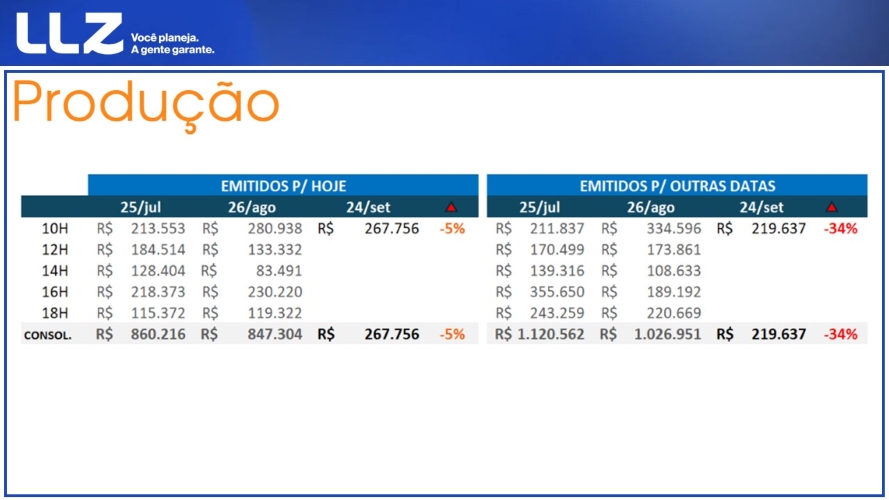 LLZ Você planeja.
A gente garante.
Produção
EMITIDOS P/ HOJE EMITIDOS P/ OUTRAS DATAS
25/jul 26/ago 24/set 25/jul 26/ago 24/set
10H R$ 213.553 R$ 280.938 R$ 267.756 -5% R$ 211.837 R$ 334.596 R$ 219.637 -34%
12H R$ 184.514 R$ 133.332 R$ 170.499 R$ 173.861
14H R$ 128.404 R$ 83.491 R$ 139.316 R$ 108.633
16H R$ 218.373 R$ 230.220 R$ 355.650 R$ 189.192
18H R$ 115.372 R$ 119.322 R$ 243.259 R$ 220.669
CONSOL. R$ 860.216 R$ 847.304 R$ 267.756 -5% R$ 1.120.562 R$ 1.026.951 R$ 219.637 -34%